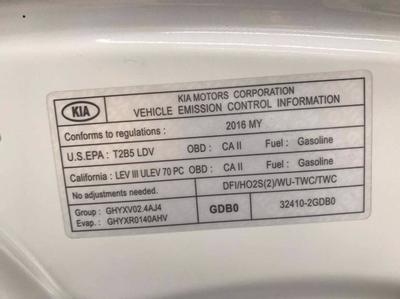 KIA
KIA MOTORS CORPORATION
VEHICLE EMISSION CONTROL INFORMATION
Conforms to regulations : 2016 MY
U.S.EPA : T2B5 LDV OBD : CA II Fuel : Gasoline
California : LEV III ULEV 70 PC OBD : CA II Fuel : Gasoline
No adjustments needed. DFI/HO2S(2)/WU-TWC/TWC
Group : GHYXV02.4AJ4
Evap. : GHYXR0140AHV
GDB0 32410-2GDB0